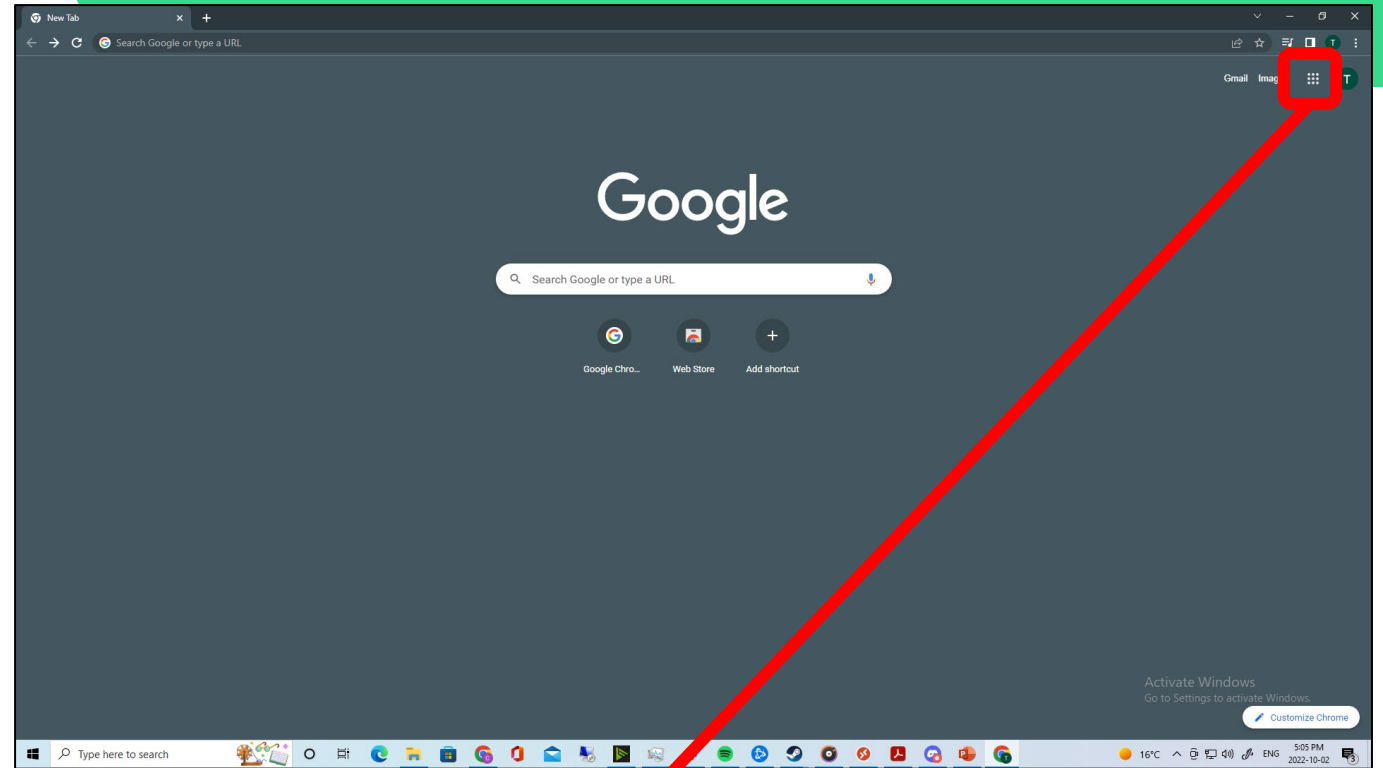 New Tab
Search Google or type a URL
Gmail
T
T
Google
Search Google or type a URL
Google Chro...
Web Store
Add shortcut
Activate Windows
Go to Settings to activate Windows.
Customize Chrome
Type here to search
16°C
ENG
5:05 PM
2022-10-02
3